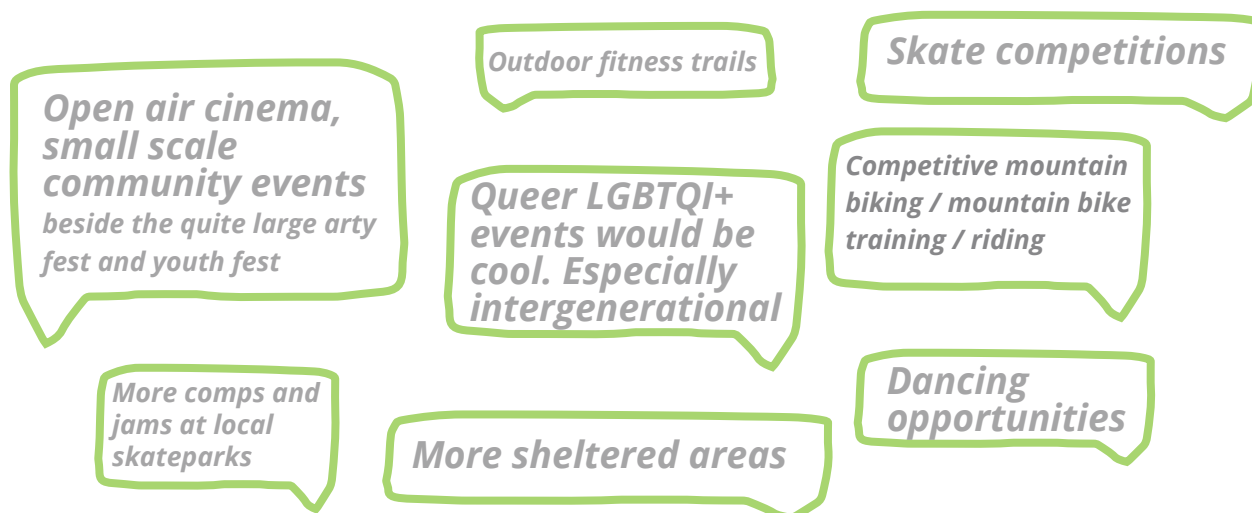 Outdoor fitness trails
Skate competitions
Open air cinema,
small scale
community events
beside the quite large arty
fest and youth fest
Queer LGBTQI+
events would be
cool. Especially
intergenerational
Competitive mountain
biking / mountain bike
training / riding
More comps and
jams at local
skateparks
More sheltered areas
Dancing
opportunities